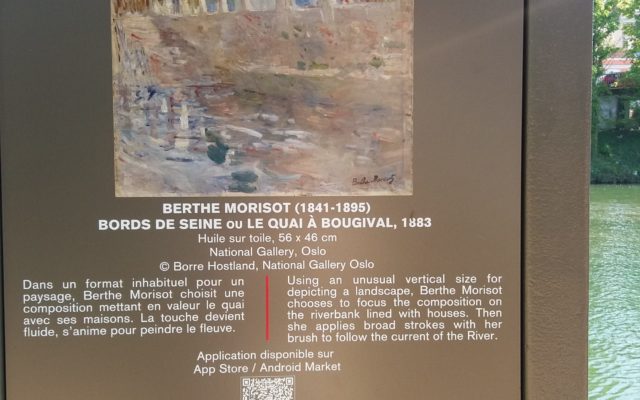 Berthe Morisot
BERTHE MORISOT (1841-1895)
BORDS DE SEINE OU LE QUAI À BOUGIVAL, 1883
Huile sur toile, 56 x 46 cm
National Gallery, Oslo
© Borre Hostland, National Gallery Oslo
Dans un format inhabituel pour un
paysage, Berthe Morisot choisit une
composition mettant en valeur le quai
avec ses maisons. La touche devient
fluide, s'anime pour peindre le fleuve.
Using an unusual vertical size for
depicting a landscape, Berthe Morisot
chooses to focus the composition on
the riverbank lined with houses. Then
she applies broad strokes with her
brush to follow the current of the River.
Application disponible sur
App Store / Android Market